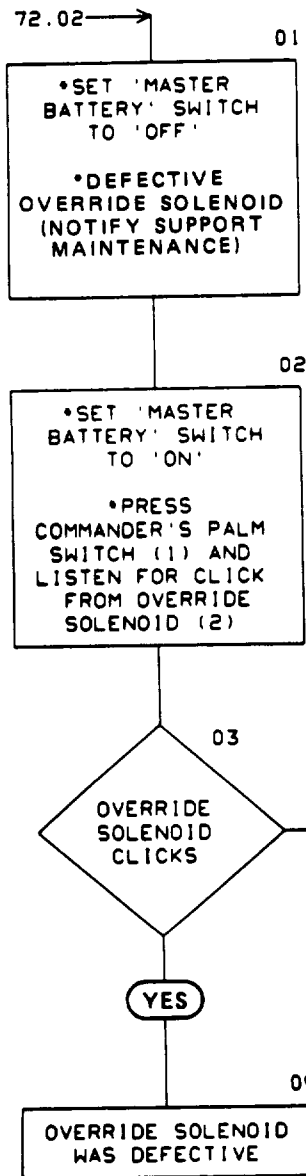 72.02
01
•SET 'MASTER
BATTERY' SWITCH
TO 'OFF'
•DEFECTIVE
OVERRIDE SOLENOID
(NOTIFY SUPPORT
MAINTENANCE)
02
•SET 'MASTER
BATTERY' SWITCH
TO 'ON'
•PRESS
COMMANDER'S PALM
SWITCH (1) AND
LISTEN FOR CLICK
FROM OVERRIDE
SOLENOID (2)
03
OVERRIDE
SOLENOID
CLICKS
YES
OVERRIDE SOLENOID
WAS DEFECTIVE